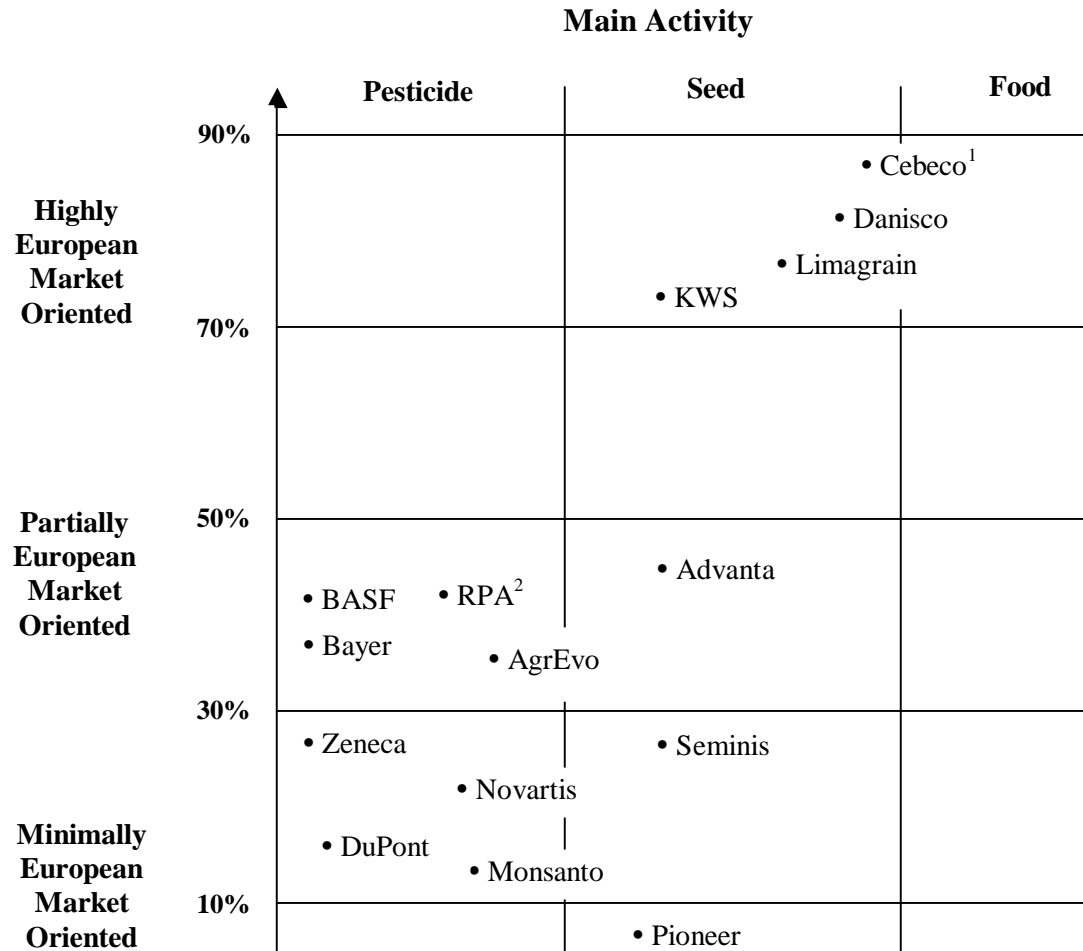 Main Activity
Pesticide Seed Food
90%
• Cebeco¹
Highly
European
Market
Oriented
• Danisco
• Limagrain
• KWS
70%
50%
Partially
European
Market
Oriented
• Advanta
• BASF • RPA²
• Bayer • AgrEvo
30%
• Zeneca • Seminis
• Novartis
Minimally
European
Market
Oriented
• DuPont
• Monsanto
10%
• Pioneer